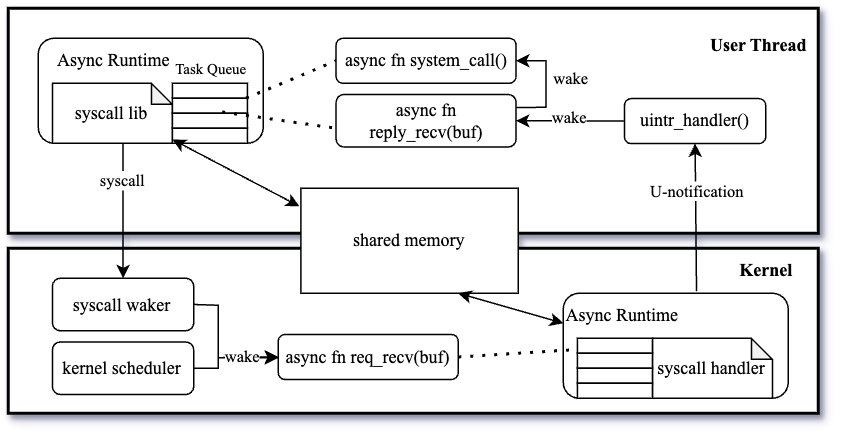 User Thread
Async Runtime
Task Queue
syscall lib
async fn system_call()
wake
async fn
reply_recv(buf)
wake
uintr_handler()
syscall
U-notification
shared memory
Kernel
syscall waker
kernel scheduler
wake
async fn req_recv(buf)
Async Runtime
syscall handler